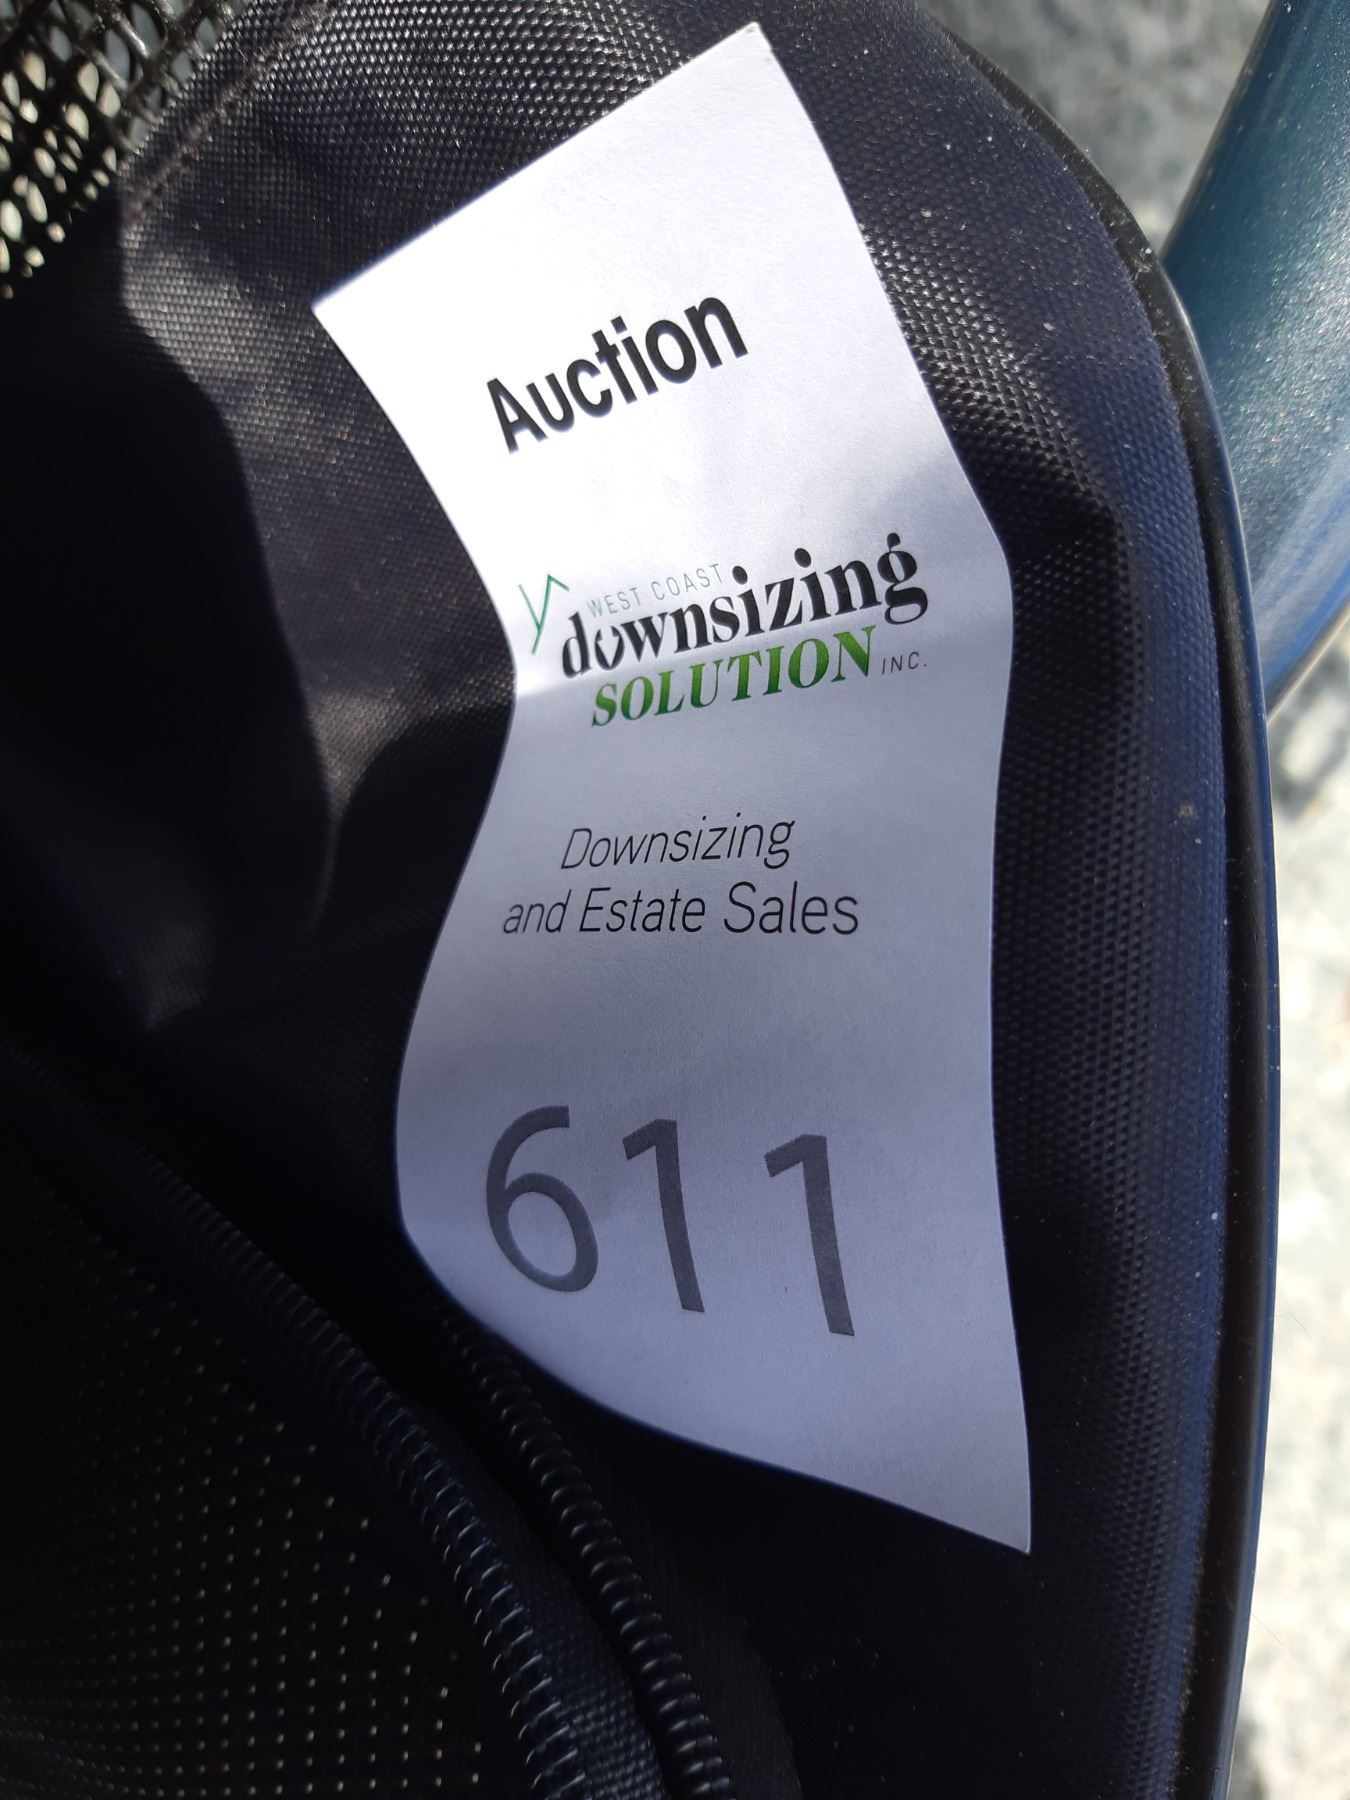 Auction
WEST COAST
downsizing
SOLUTION INC.
Downsizing
and Estate Sales
611